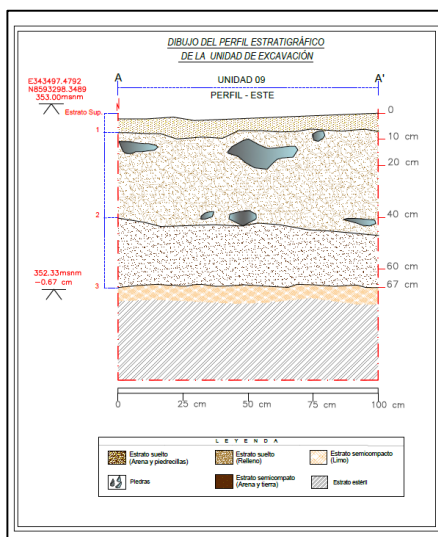 DIBUJO DEL PERFIL ESTRATIGRÁFICO
DE LA UNIDAD DE EXCAVACIÓN
A UNIDAD 09 A'
PERFIL - ESTE
E343497.4792
N8593298.3489
353.00msnm
Estrato Sup.
N
0
1
10 cm
20 cm
2
40 cm
60 cm
352.33msnm
-0.67 cm
3
67 cm
0 25 cm 50 cm 75 cm 100 cm
L E Y E N D A
Estrato suelto
(Arena y piedrecillas)
Estrato suelto
(Relleno)
Estrato semicompacto
(Limo)
Piedras
Estrato semicompato
(Arena y tierra)
Estrato estéril